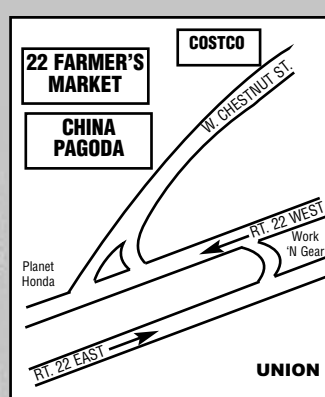 COSTCO
22 FARMER'S
MARKET
W. CHESTNUT ST.
CHINA
PAGODA
RT. 22 WEST
Work
'N Gear
Planet
Honda
RT. 22 EAST
UNION